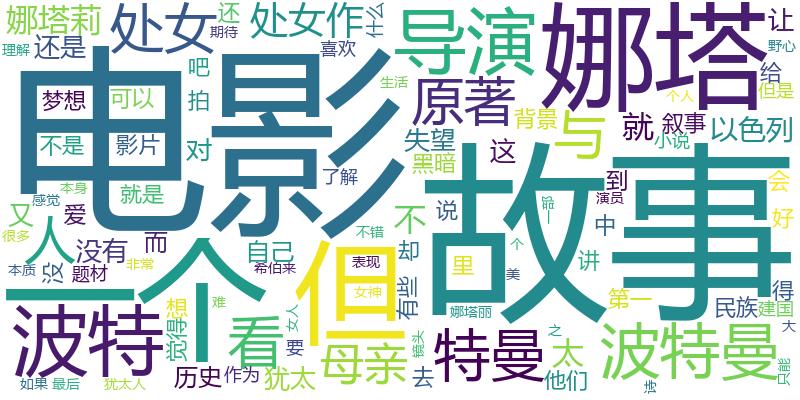 娜塔莉
还是
处女
处女作
还
期待
什么
喜欢
导演
娜塔
让
野心
理解
电影
梦想
可以
吧
拍
生活
原著
个人
给
但是
不是
影片
对
失望
背景
与
就
叙事
以色列
小说
黑暗
这
了解
就是
感觉
本身
故事
到
演员
会
又
爱
很多
人
没有
而
自己
不错
不
说
中
好
一个
但
却
个
里
讲
本质
没
题材
非常
希伯来
表现
有些
美
得
想
难
女神
娜塔丽
第一
民族
建国
波特
觉得
看
女人
要
母亲
镜头
特曼
之
太
波特曼
大
如果
最后
犹太人
历史
作为
犹太
去
他们
诗
只能